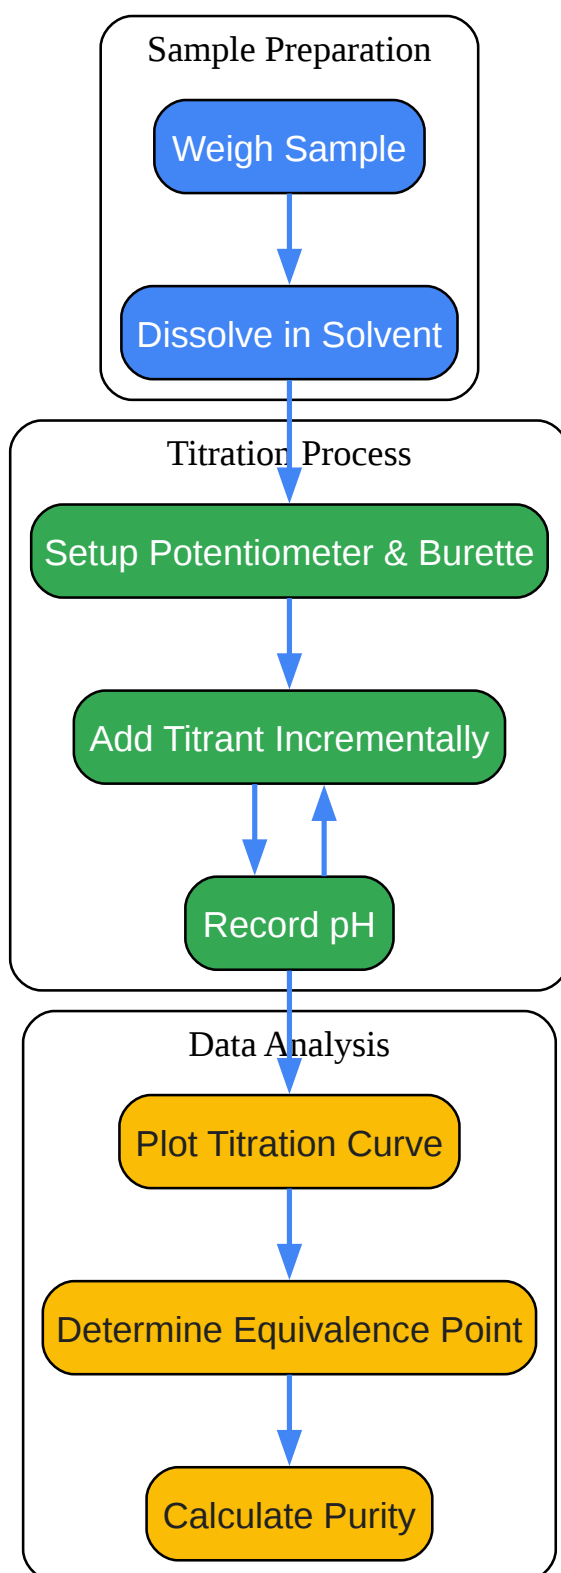 Sample Preparation
Weigh Sample
Dissolve in Solvent
Titration Process
Setup Potentiometer & Burette
Add Titrant Incrementally
Record pH
Data Analysis
Plot Titration Curve
Determine Equivalence Point
Calculate Purity